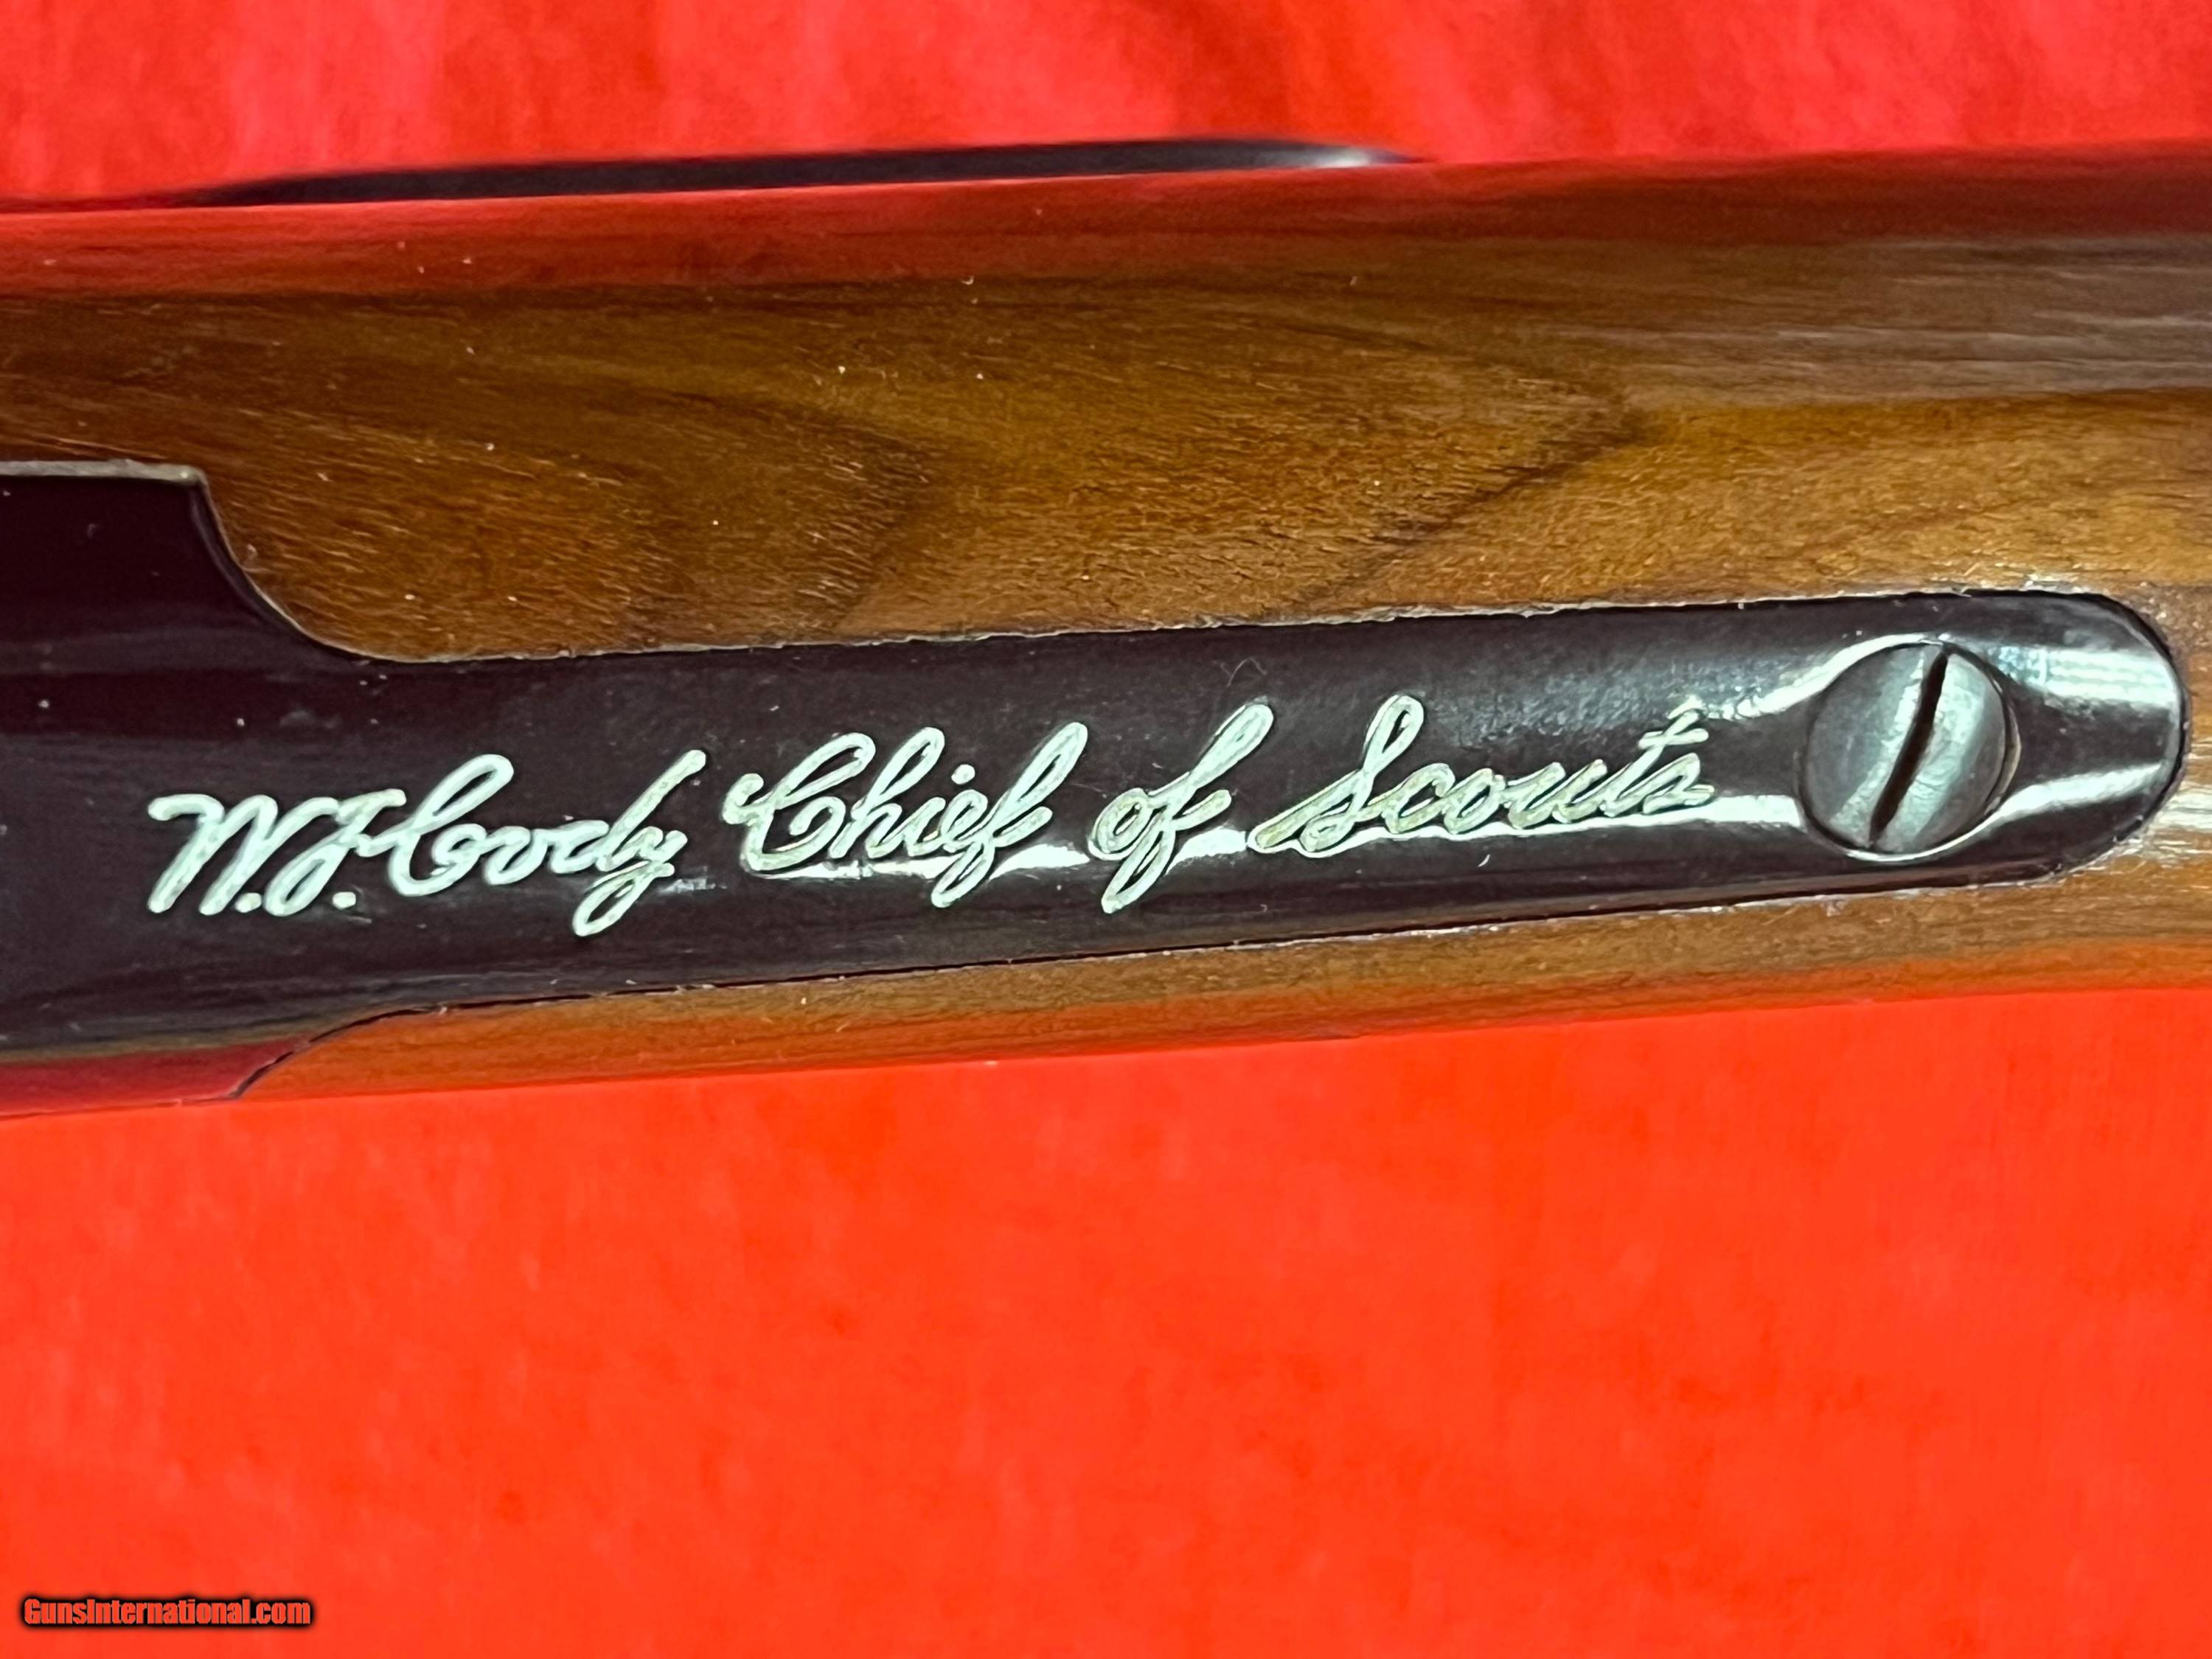 W.F. Cody Chief of Scouts
GunsInternational.com